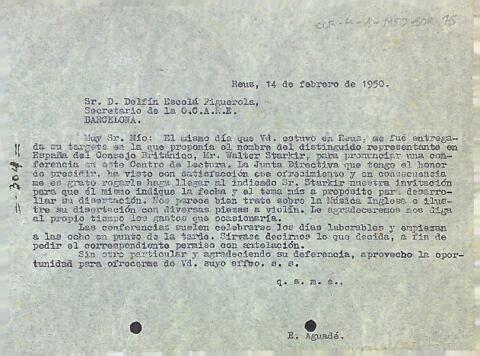 CCR-K-A-1950-SDR 16
Reus, 14 de febrero de 1950.
Sr. D. Delfín Escolá Figuerola,
Secretario de la O.C.A.R.E.
BARCELONA.
Muy Sr. Mío: El mismo día que Vd. estuvo en Reus, me fué entrega-
da su targeta en la que proponía el nombre del distinguido representante en
España del Consejo Británico, Mr. Walter Starkir, para pronunciar una con-
ferencia en este Centro de Lectura. La Junta Directiva que tengo el honor
de presidir, ha visto con satisfacción ese ofrecimiento y en consecuencia
me es grato rogarle haga llegar al indicado Sr. Starkir nuestra invitación
para que él mismo indique la fecha y el tema más a propósito para desarro-
llar su disertación. Nos parece bien trate sobre la Música Inglesa e ilus-
tre su disertación con diversas piezas a violín. Le agradeceremos nos diga
al propio tiempo los gastos que ocasionaría.
Las conferencias suelen celebrarse los días laborables y empiezan
a las ocho en punto de la tarde. Sírvase decirnos lo que decida, a fin de
pedir el correspondiente permiso con antelación.
Sin otro particular y agradeciendo su deferencia, aprovecho la opor-
tunidad para ofrecerme de Vd. suyo affmo. s. s.
q. e. m. e.,
E. Aguadé.